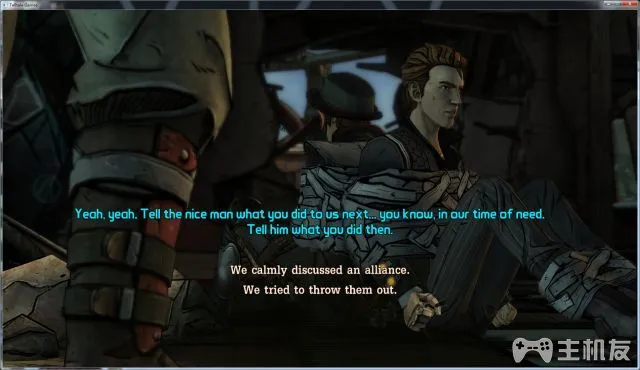 Telltale Games
Yeah, yeah. Tell the nice man what you did to us next... you know, in our time of need.
Tell him what you did then.
We calmly discussed an alliance.
We tried to throw them out.
主机友